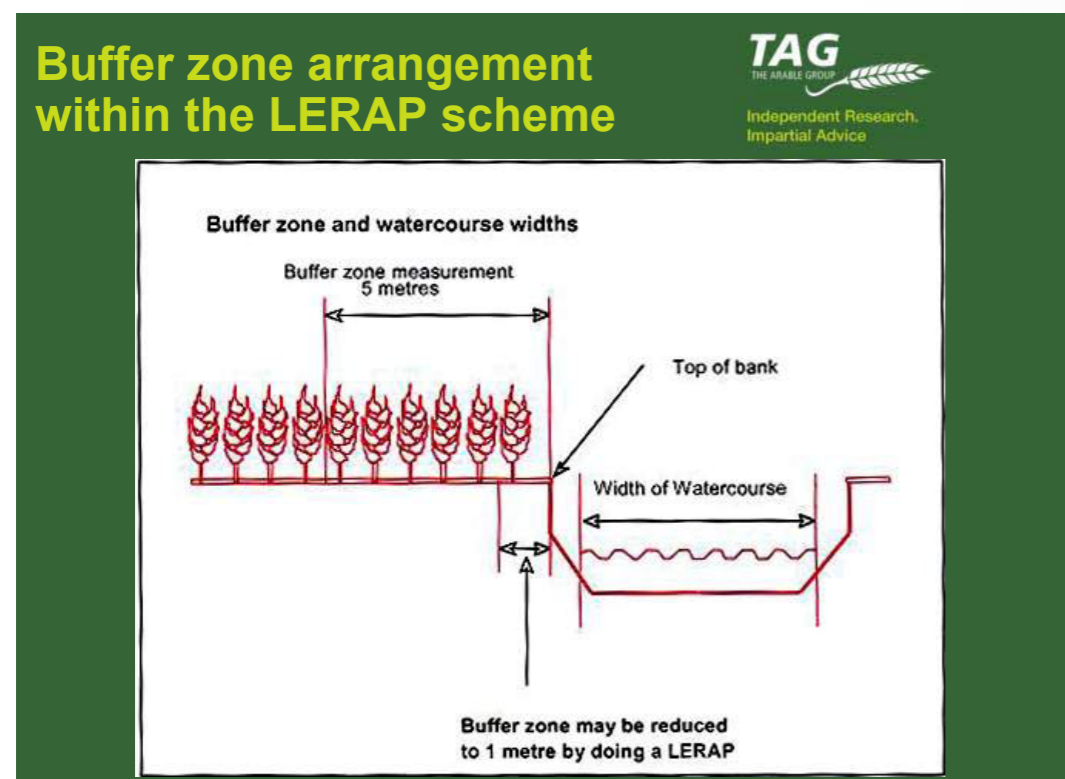 Buffer zone arrangement
within the LERAP scheme
TAG
THE ARABLE GROUP
Independent Research.
Impartial Advice
Buffer zone and watercourse widths
Buffer zone measurement
5 metres
Top of bank
Width of Watercourse
Buffer zone may be reduced
to 1 metre by doing a LERAP